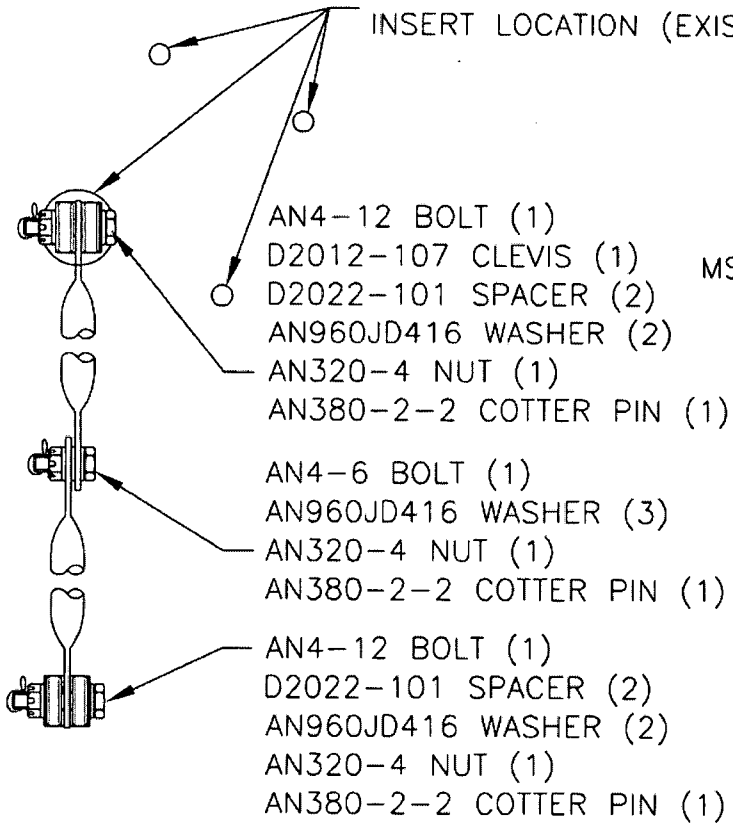 INSERT LOCATION (EXIS
AN4-12 BOLT (1)
D2012-107 CLEVIS (1)
MS
D2022-101 SPACER (2)
AN960JD416 WASHER (2)
AN320-4 NUT (1)
AN380-2-2 COTTER PIN (1)
AN4-6 BOLT (1)
AN960JD416 WASHER (3)
AN320-4 NUT (1)
AN380-2-2 COTTER PIN (1)
AN4-12 BOLT (1)
D2022-101 SPACER (2)
AN960JD416 WASHER (2)
AN320-4 NUT (1)
AN380-2-2 COTTER PIN (1)